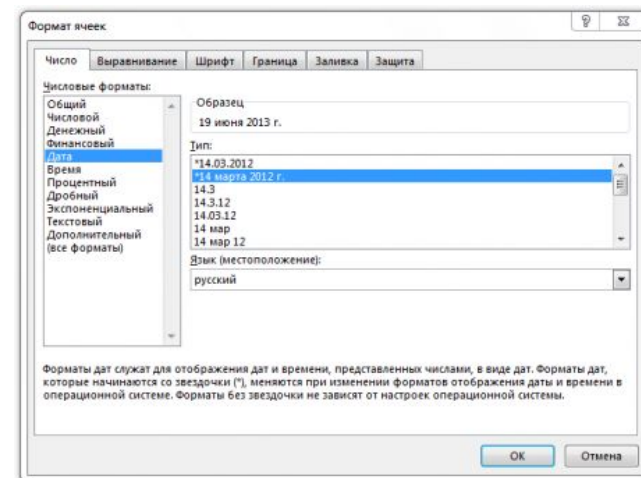 Формат ячеек
Число Выравнивание Шрифт Граница Заливка Защита
Числовые форматы:
Общий
Числовой
Денежный
Финансовый
Дата
Время
Процентный
Дробный
Экспоненциальный
Текстовый
Дополнительный
(все форматы)
Образец
19 июня 2013 г.
Тип:
*14.03.2012
*14 марта 2012 г.
14.3
14.3.12
14.03.12
14 мар
14 мар 12
Язык (местоположение):
русский
Форматы дат служат для отображения дат и времени, представленных числами, в виде дат. Форматы дат,
которые начинаются со звездочки (*), меняются при изменении форматов отображения даты и времени в
операционной системе. Форматы без звездочки не зависят от настроек операционной системы.
ОК Отмена